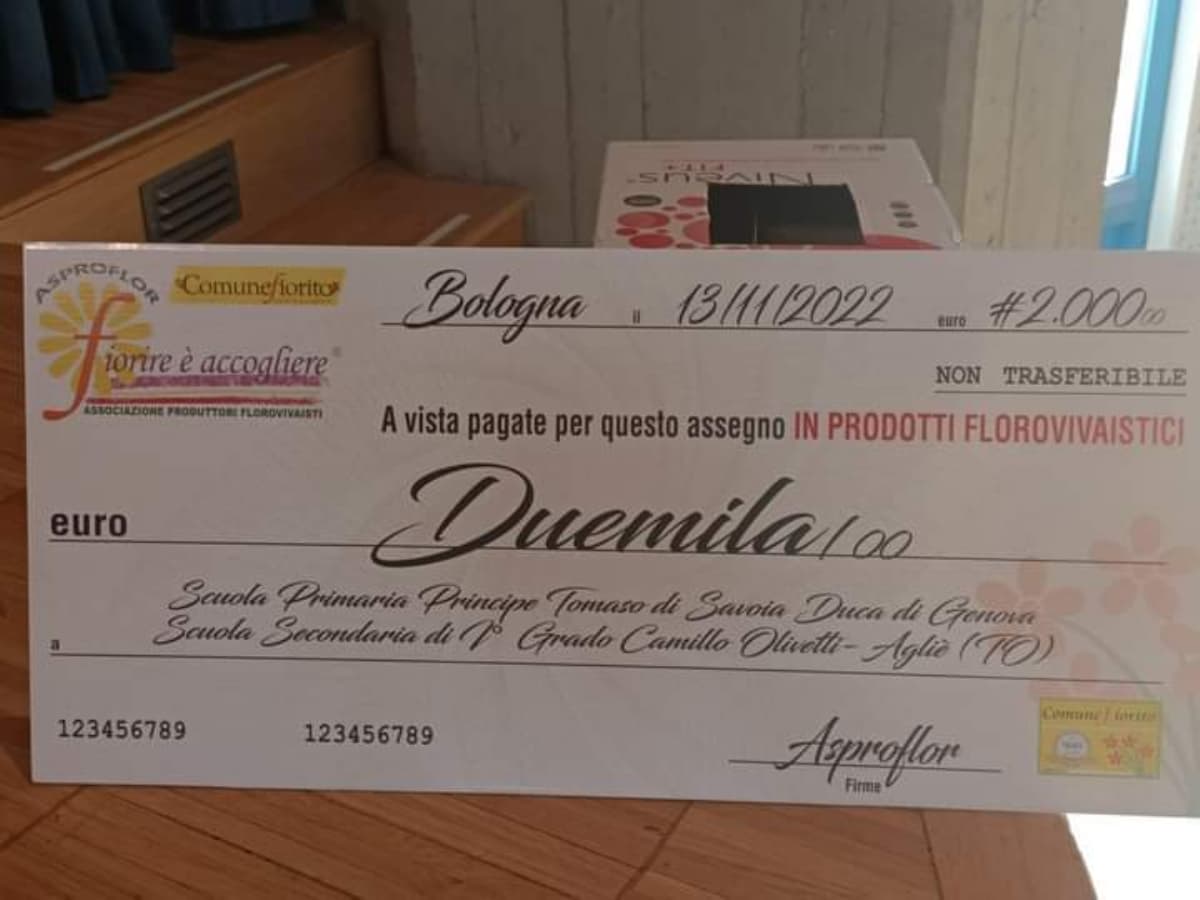 ASPROFLOR
Comunefiorito
fiorire è accogliere
ASSOCIAZIONE PRODUTTORI FLOROVIVAISTI
Bologna il 13/11/2022 euro #2.000,00
NON TRASFERIBILE
A vista pagate per questo assegno IN PRODOTTI FLOROVIVAISTICI
euro Duemila/00
Scuola Primaria Principe Tomaso di Savoia Duca di Genova
a Scuola Secondaria di I° Grado Camillo Olivetti- Agliè (TO)
123456789 123456789
Asproflor
Firme
Comune Fiorito
Niveus
FIT+